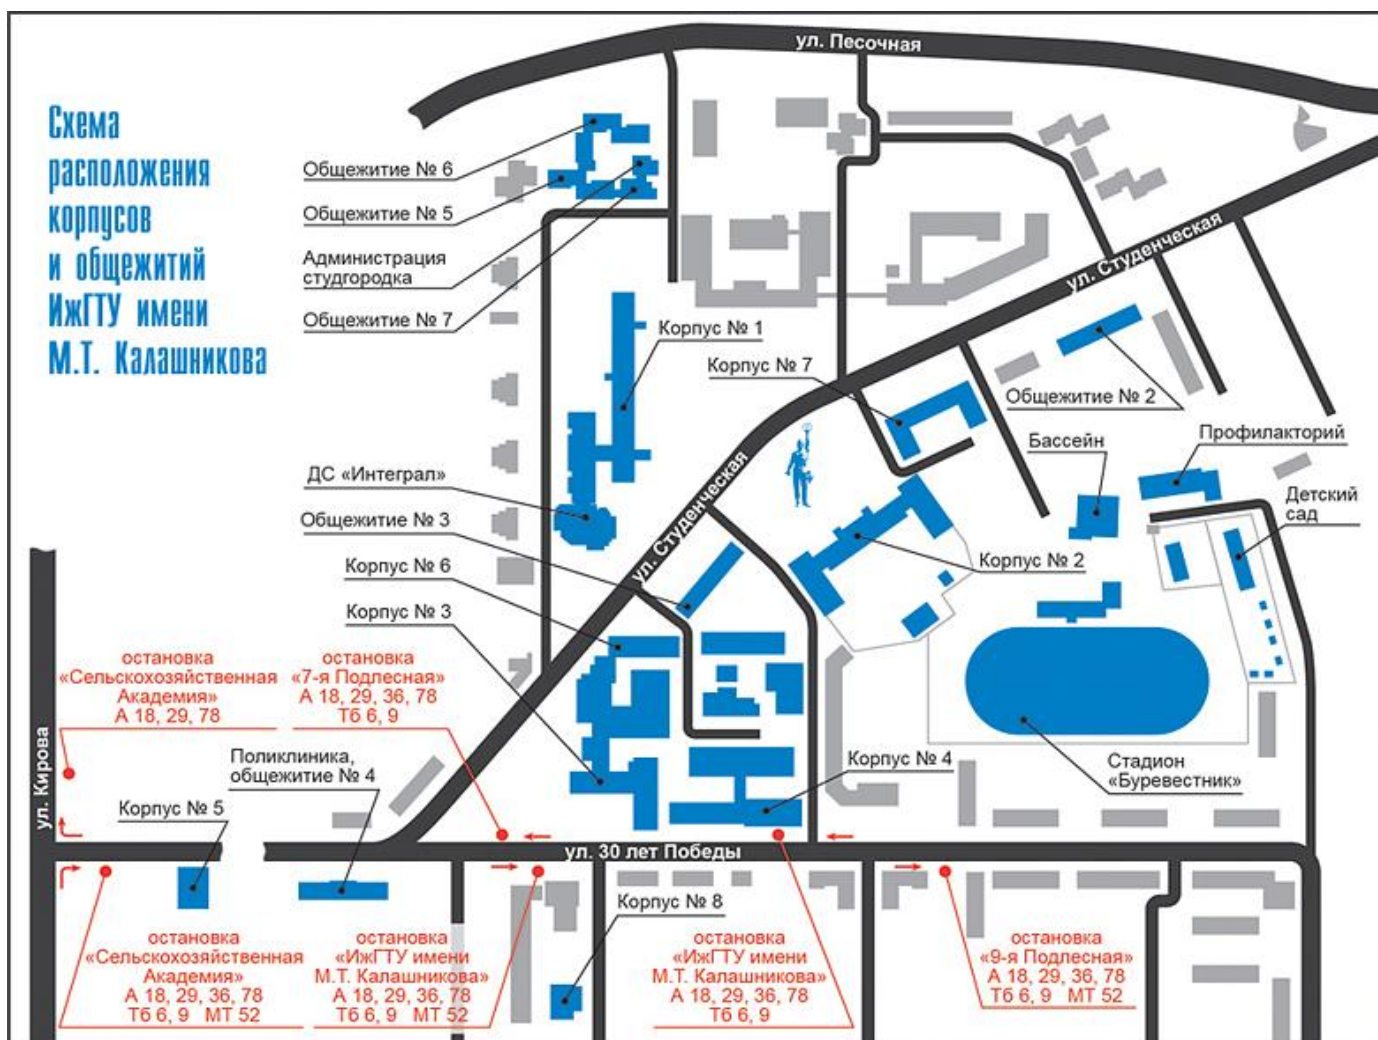 ул. Песочная
Схема
расположения
корпусов
и общежитий
ИжГТУ имени
М.Т. Калашникова
Общежитие № 6
Общежитие № 5
Администрация
студгородка
Общежитие № 7
ул. Студенческая
Корпус № 1
Корпус № 7
Общежитие № 2
Бассейн
Профилакторий
Детский
сад
ДС «Интеграл»
Общежитие № 3
Корпус № 6
Корпус № 3
ул. Студенческая
Корпус № 2
остановка
«Сельскохозяйственная
Академия»
А 18, 29, 78
остановка
«7-я Подлесная»
А 18, 29, 36, 78
Тб 6, 9
ул. Кирова
Поликлиника,
общежитие № 4
Корпус № 5
Корпус № 4
Стадион
«Буревестник»
ул. 30 лет Победы
Корпус № 8
остановка
«Сельскохозяйственная
Академия»
А 18, 29, 36, 78
Тб 6, 9 МТ 52
остановка
«ИжГТУ имени
М.Т. Калашникова»
А 18, 29, 36, 78
Тб 6, 9 МТ 52
остановка
«ИжГТУ имени
М.Т. Калашникова»
А 18, 29, 36, 78
Тб 6, 9
остановка
«9-я Подлесная»
А 18, 29, 36, 78
Тб 6, 9 МТ 52